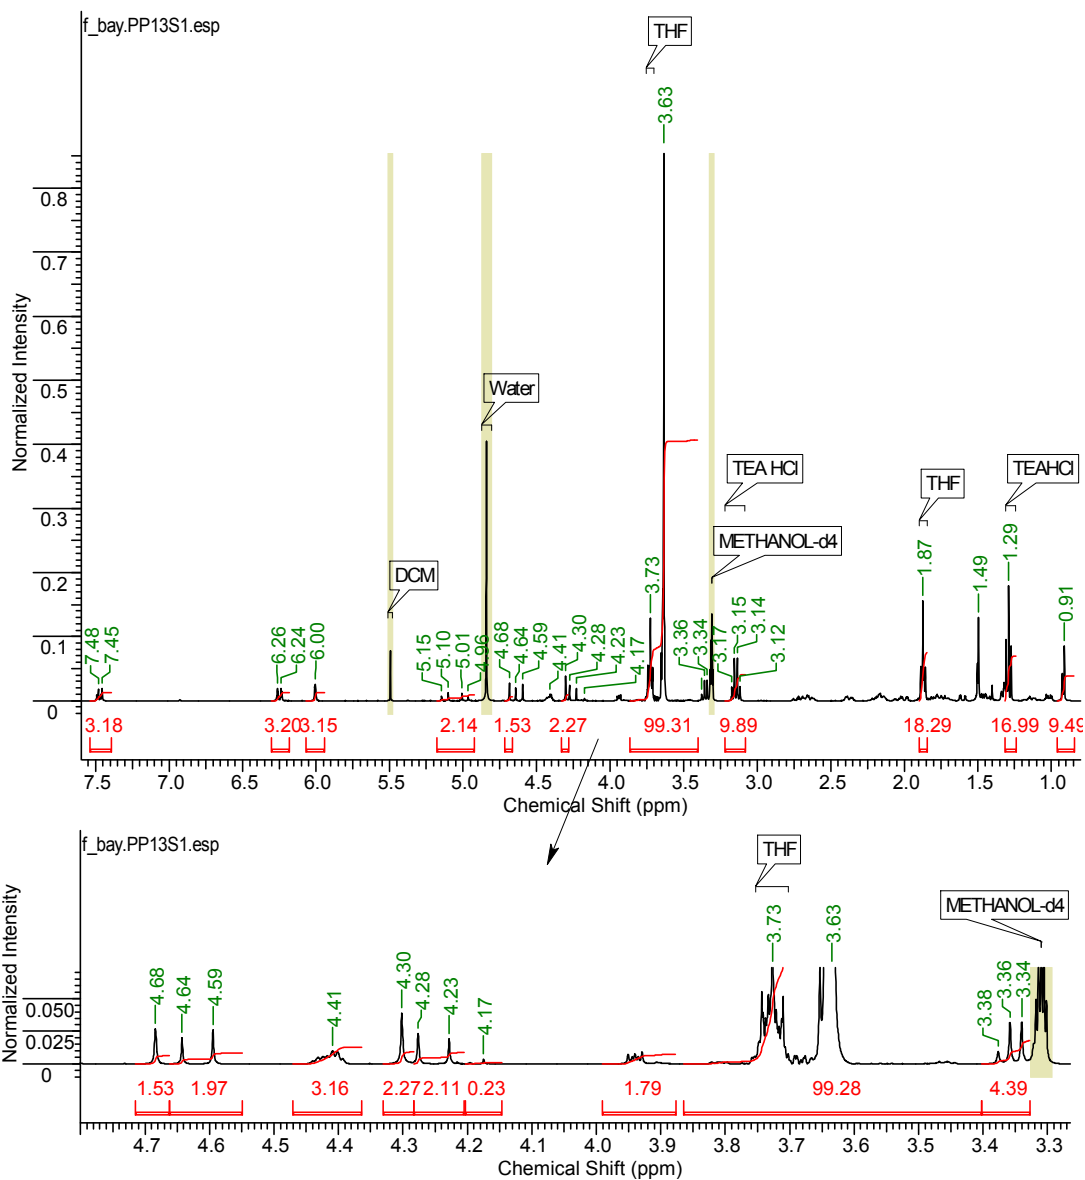 f_bay.PP13S1.esp
THF
3.63
Water
TEA HCl
THF
TEAHCl
METHANOL-d4
DCM
7.48
7.45
6.26
6.24
6.00
5.15
5.10
5.01
4.96
4.68
4.64
4.59
4.41
4.30
4.28
4.23
4.17
3.73
3.36
3.34
3.17
3.15
3.14
3.12
1.87
1.49
1.29
0.91
Normalized Intensity
0.8
0.7
0.6
0.5
0.4
0.3
0.2
0.1
0
3.18 3.20 3.15 2.14 1.53 2.27 99.31 9.89 18.29 16.99 9.49
7.5 7.0 6.5 6.0 5.5 5.0 4.5 4.0 3.5 3.0 2.5 2.0 1.5 1.0
Chemical Shift (ppm)
f_bay.PP13S1.esp
THF
METHANOL-d4
4.68
4.64
4.59
4.41
4.30
4.28
4.23
4.17
3.73
3.63
3.38
3.36
3.34
Normalized Intensity
0.050
0.025
0
1.53 1.97 3.16 2.27 2.11 0.23 1.79 99.28 4.39
4.7 4.6 4.5 4.4 4.3 4.2 4.1 4.0 3.9 3.8 3.7 3.6 3.5 3.4 3.3
Chemical Shift (ppm)